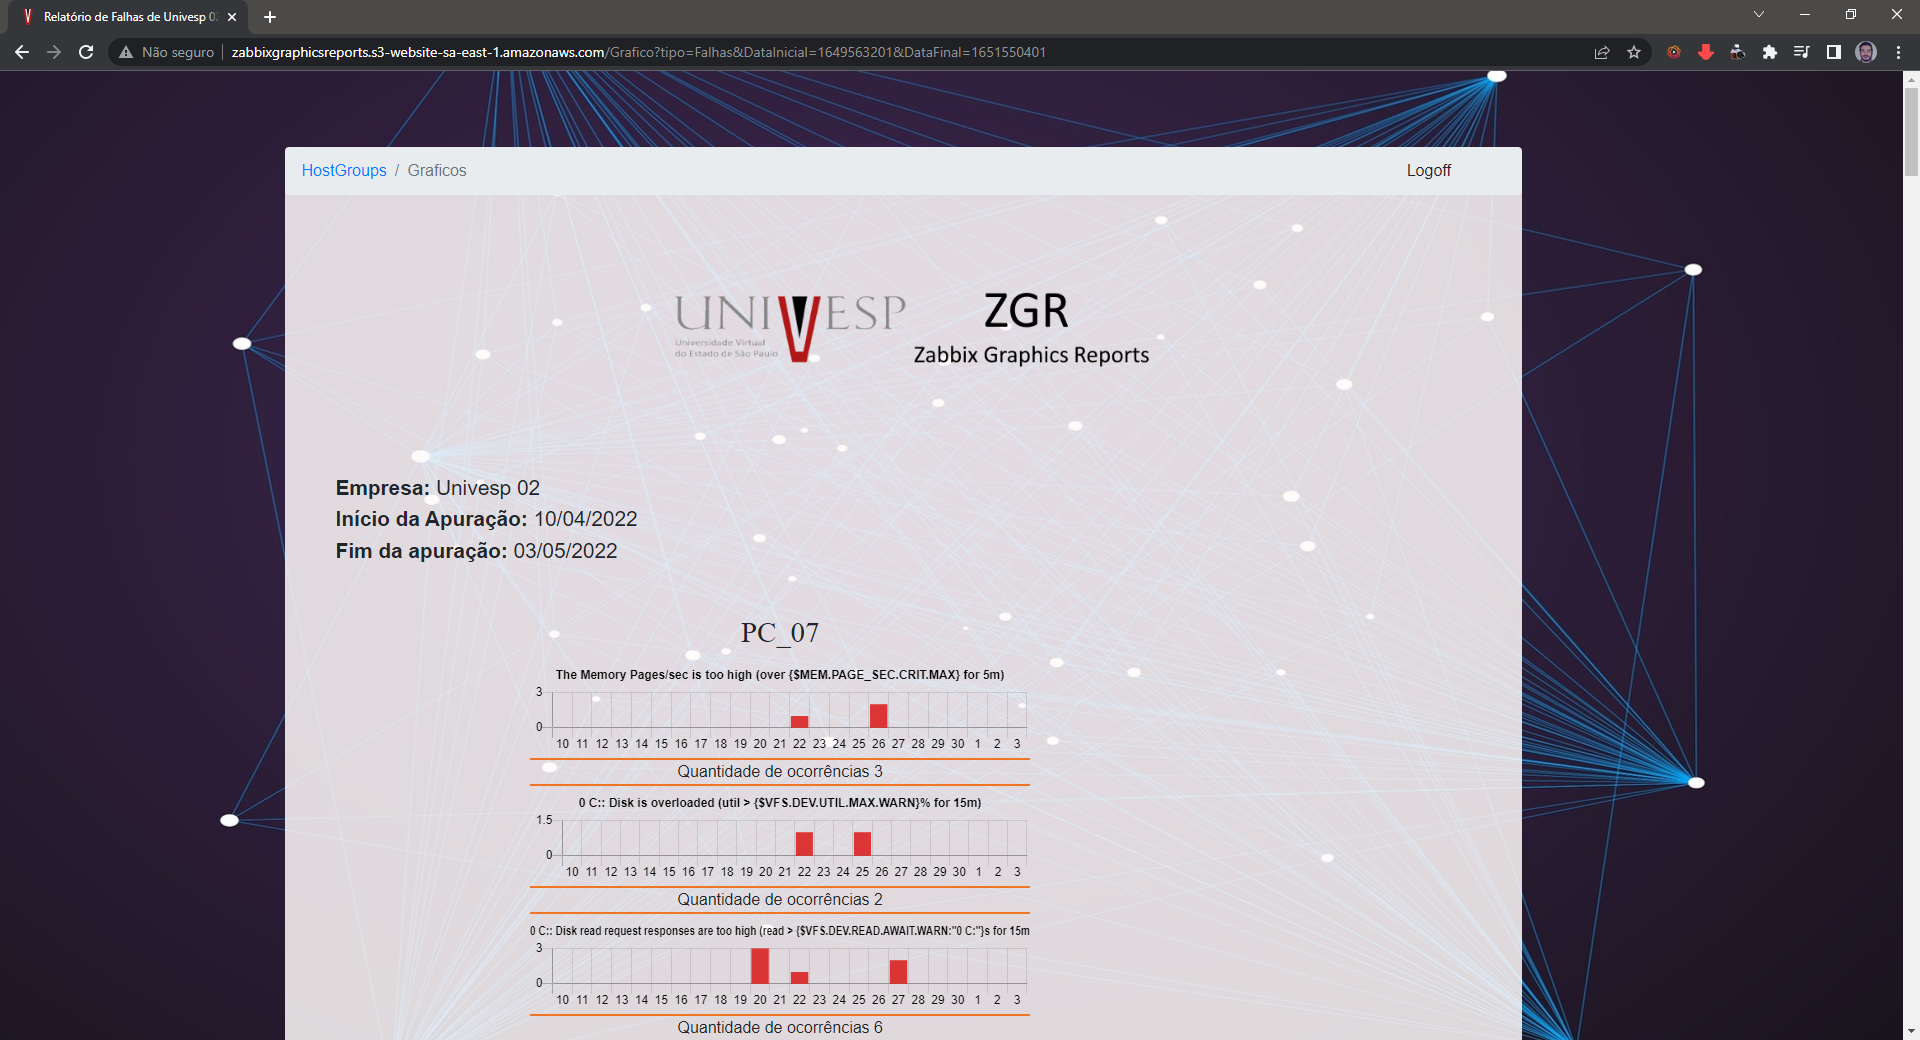 Relatório de Falhas de Univesp 02
Não seguro
zabbixgraphicsreports.s3-website-sa-east-1.amazonaws.com/Grafico?tipo=Falhas&DataInicial=1649563201&DataFinal=1651550401
HostGroups / Graficos
Logoff
UNIVESP
Universidade Virtual
do Estado de São Paulo
ZGR
Zabbix Graphics Reports
Empresa: Univesp 02
Início da Apuração: 10/04/2022
Fim da apuração: 03/05/2022
PC_07
The Memory Pages/sec is too high (over {$MEM.PAGE_SEC.CRIT.MAX} for 5m)
3
0
10 11 12 13 14 15 16 17 18 19 20 21 22 23 24 25 26 27 28 29 30 1 2 3
Quantidade de ocorrências 3
0 C:: Disk is overloaded (util > {$VFS.DEV.UTIL.MAX.WARN}% for 15m)
1.5
0
10 11 12 13 14 15 16 17 18 19 20 21 22 23 24 25 26 27 28 29 30 1 2 3
Quantidade de ocorrências 2
0 C:: Disk read request responses are too high (read > {$VFS.DEV.READ.AWAIT.WARN:"0 C:"}s for 15m
3
0
10 11 12 13 14 15 16 17 18 19 20 21 22 23 24 25 26 27 28 29 30 1 2 3
Quantidade de ocorrências 6